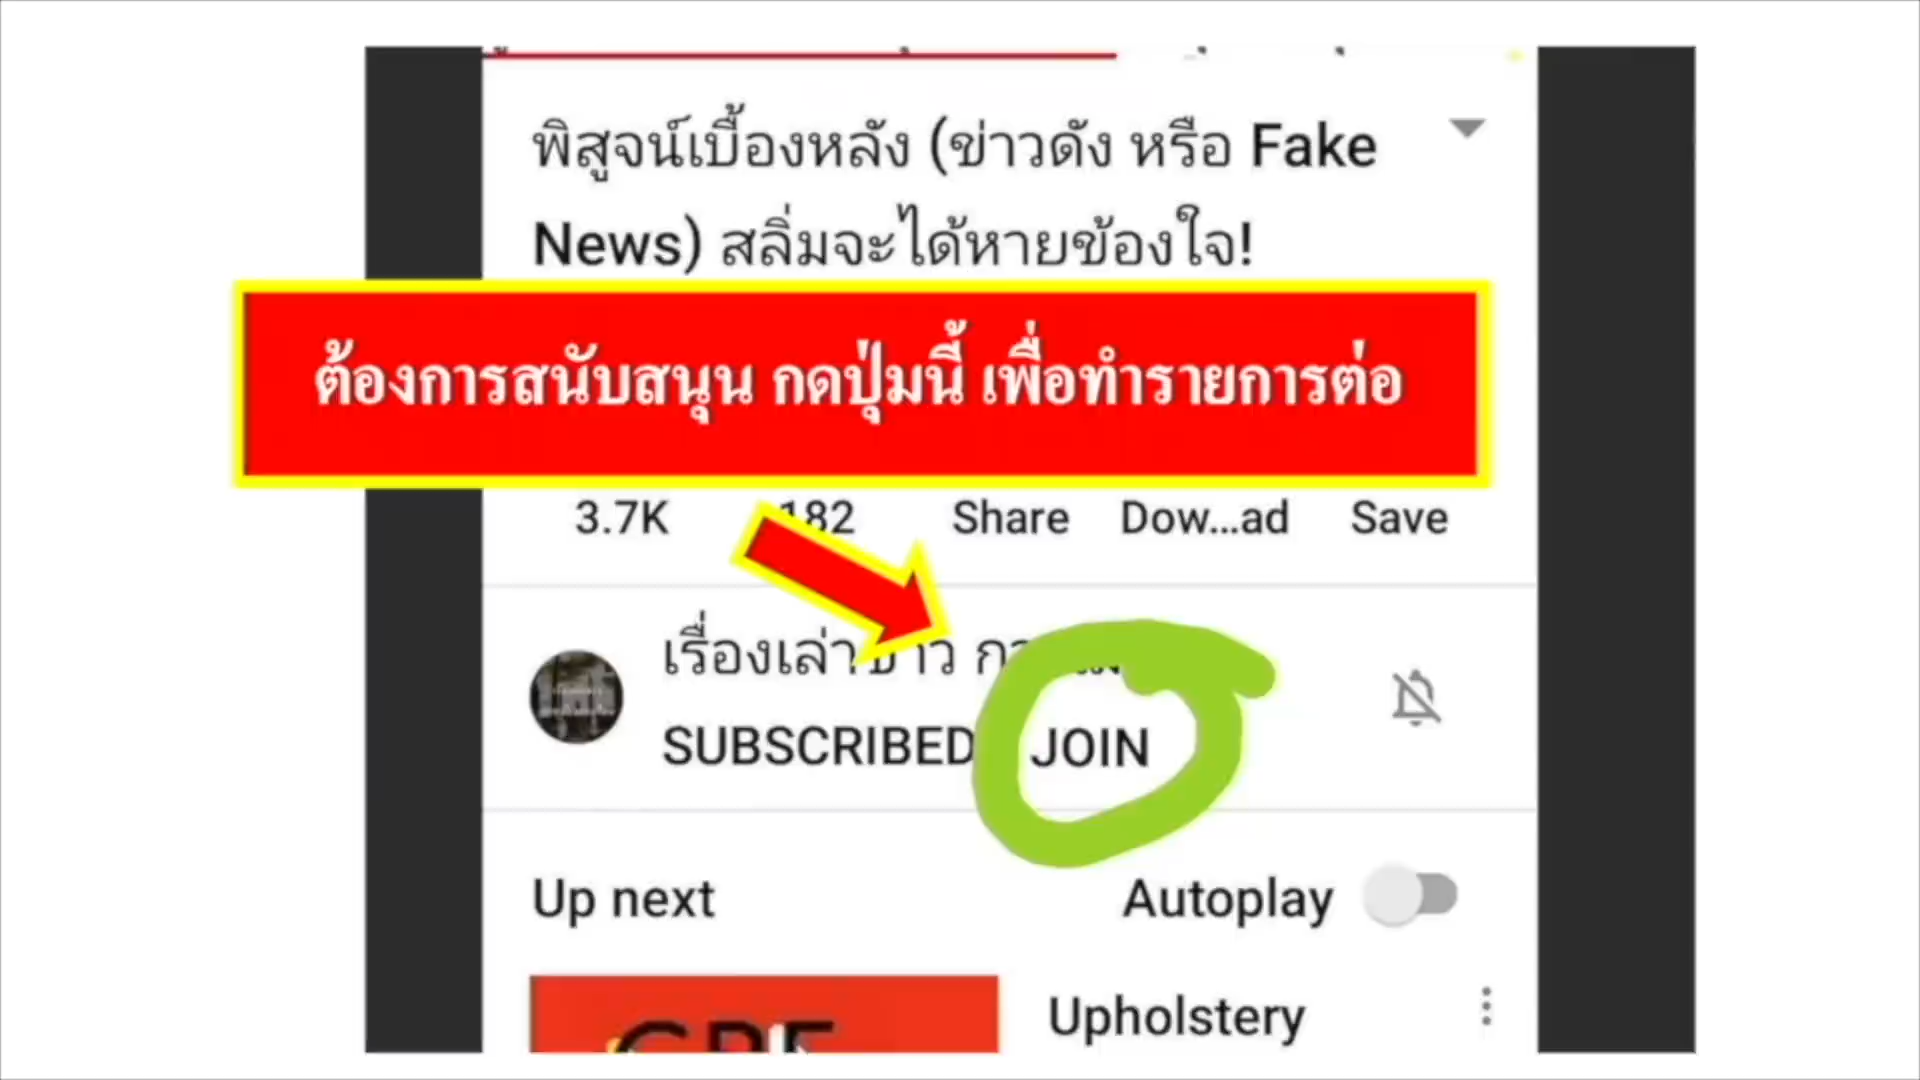 พิสูจน์เบื้องหลัง (ข่าวดัง หรือ Fake
News) สลิ่มจะได้หายข้องใจ!
ต้องการสนับสนุน กดปุ่มนี้ เพื่อทำรายการต่อ
3.7K 182 Share Dow...ad Save
เรื่องเล่า
SUBSCRIBED JOIN
Up next Autoplay
Upholstery